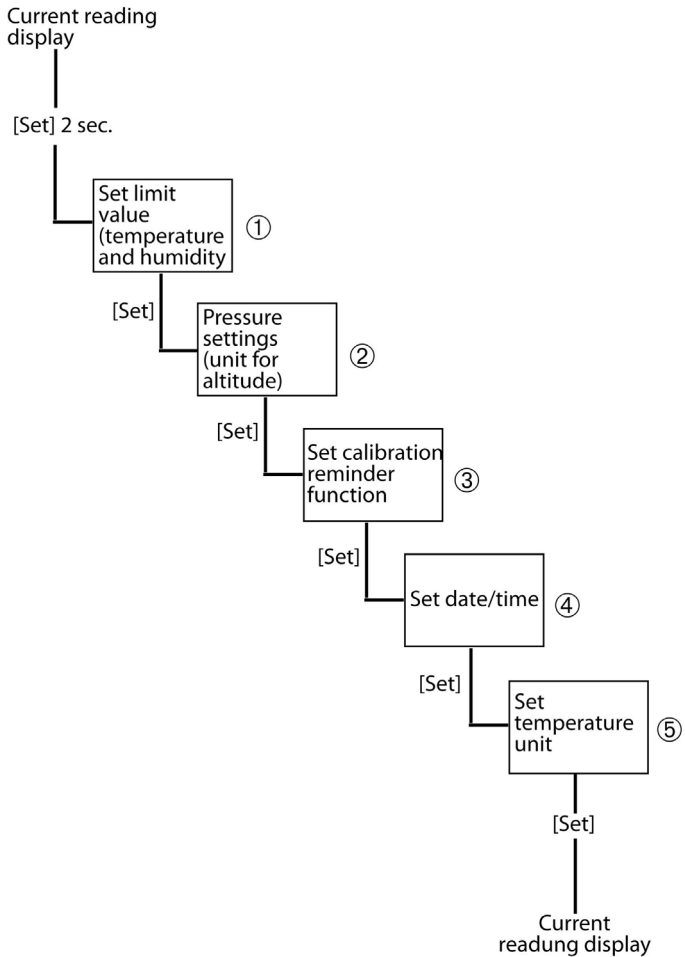 Current reading
display
[Set] 2 sec.
Set limit
value
(temperature
and humidity
①
[Set]
Pressure
settings
(unit for
altitude)
②
[Set]
Set calibration
reminder
function
③
[Set]
Set date/time
④
[Set]
Set
temperature
unit
⑤
[Set]
Current
readung display